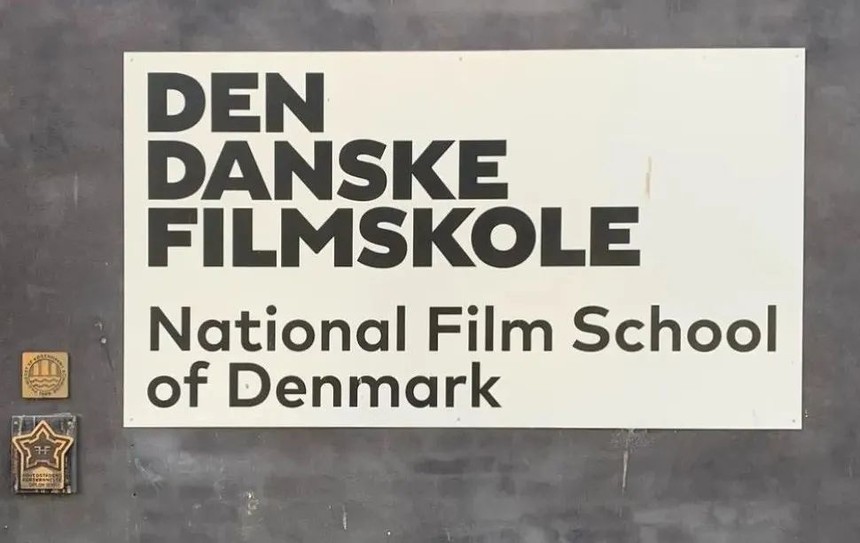 DEN
DANSKE
FILMSKOLE
National Film School
of Denmark